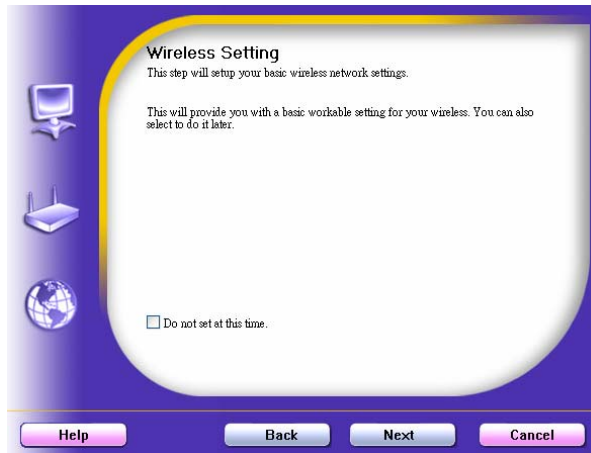 Wireless Setting
This step will setup your basic wireless network settings.
This will provide you with a basic workable setting for your wireless. You can also
select to do it later.
Do not set at this time.
Help
Back
Next
Cancel